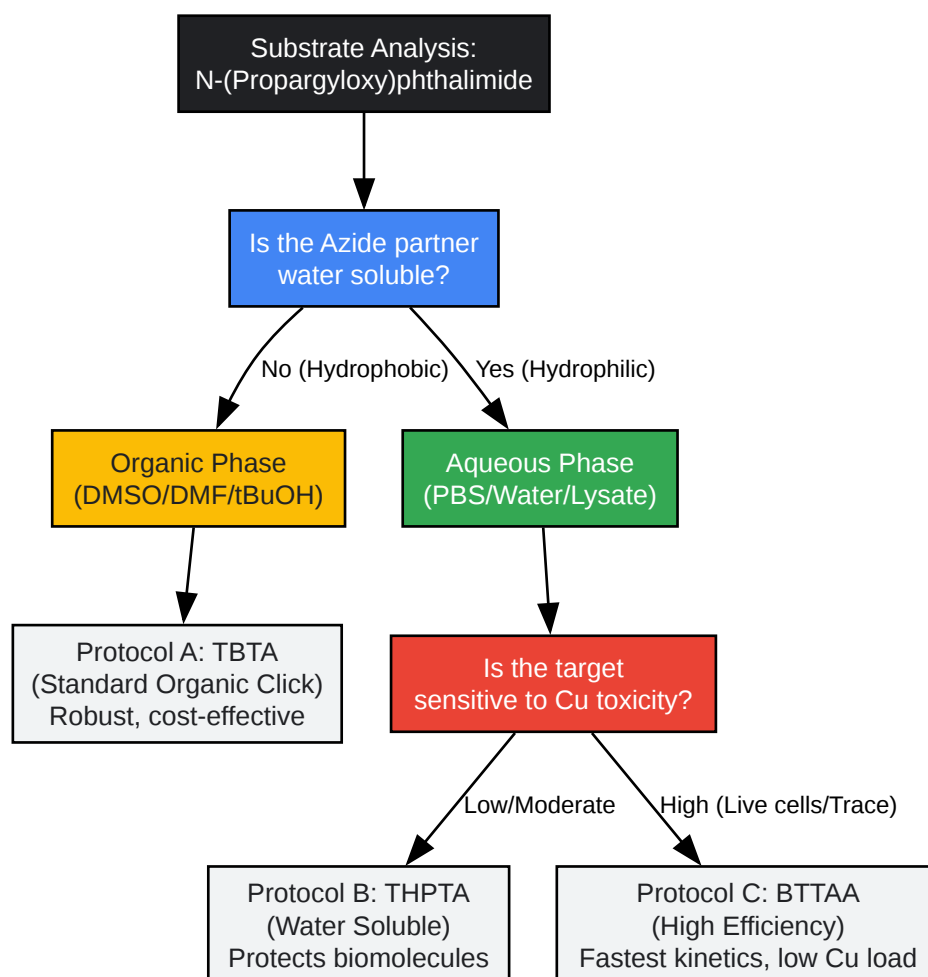 Substrate Analysis:
N-(Propargyloxy)phthalimide
Is the Azide partner
water soluble?
No (Hydrophobic)
Yes (Hydrophilic)
Organic Phase
(DMSO/DMF/tBuOH)
Aqueous Phase
(PBS/Water/Lysate)
Protocol A: TBTA
(Standard Organic Click)
Robust, cost-effective
Is the target
sensitive to Cu toxicity?
Low/Moderate
High (Live cells/Trace)
Protocol B: THPTA
(Water Soluble)
Protects biomolecules
Protocol C: BTTAA
(High Efficiency)
Fastest kinetics, low Cu load